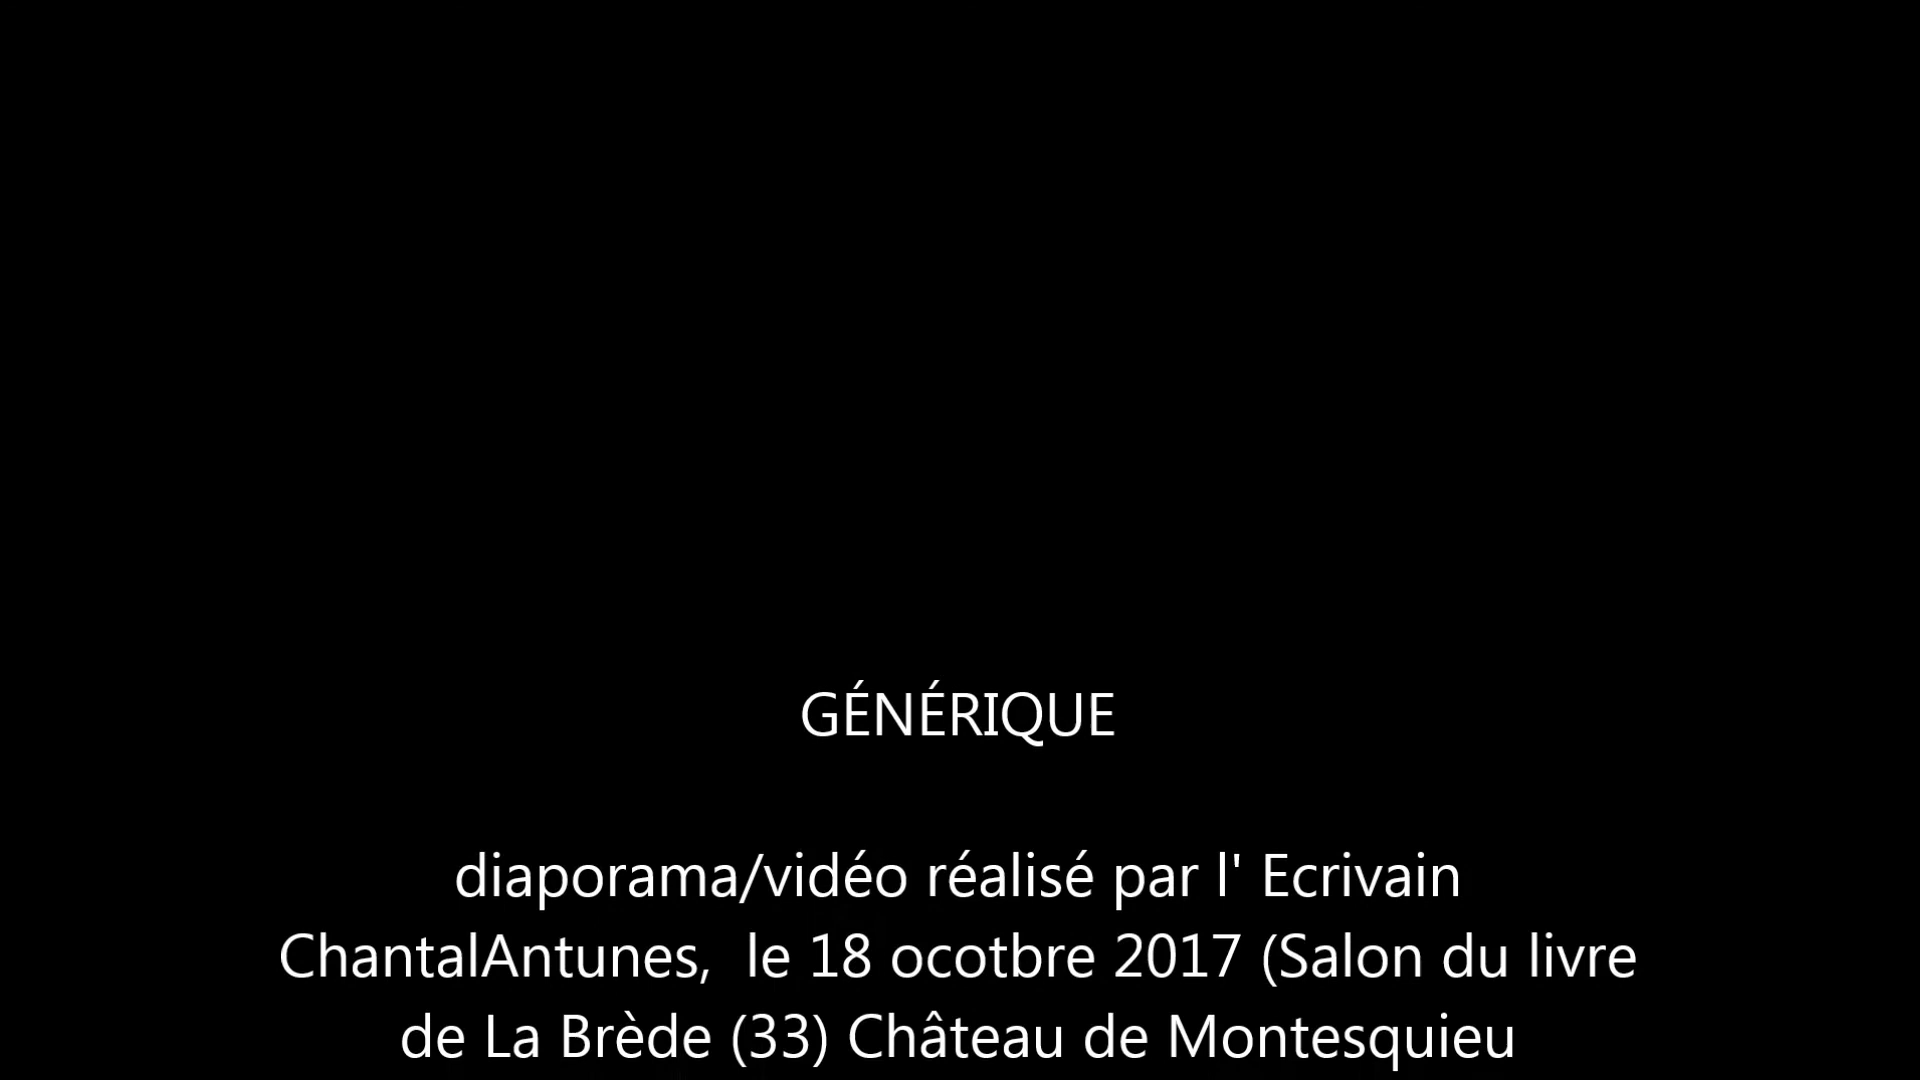 GÉNÉRIQUE
diaporama/vidéo réalisé par l' Ecrivain
ChantalAntunes,  le 18 ocotbre 2017 (Salon du livre
de La Brède (33) Château de Montesquieu